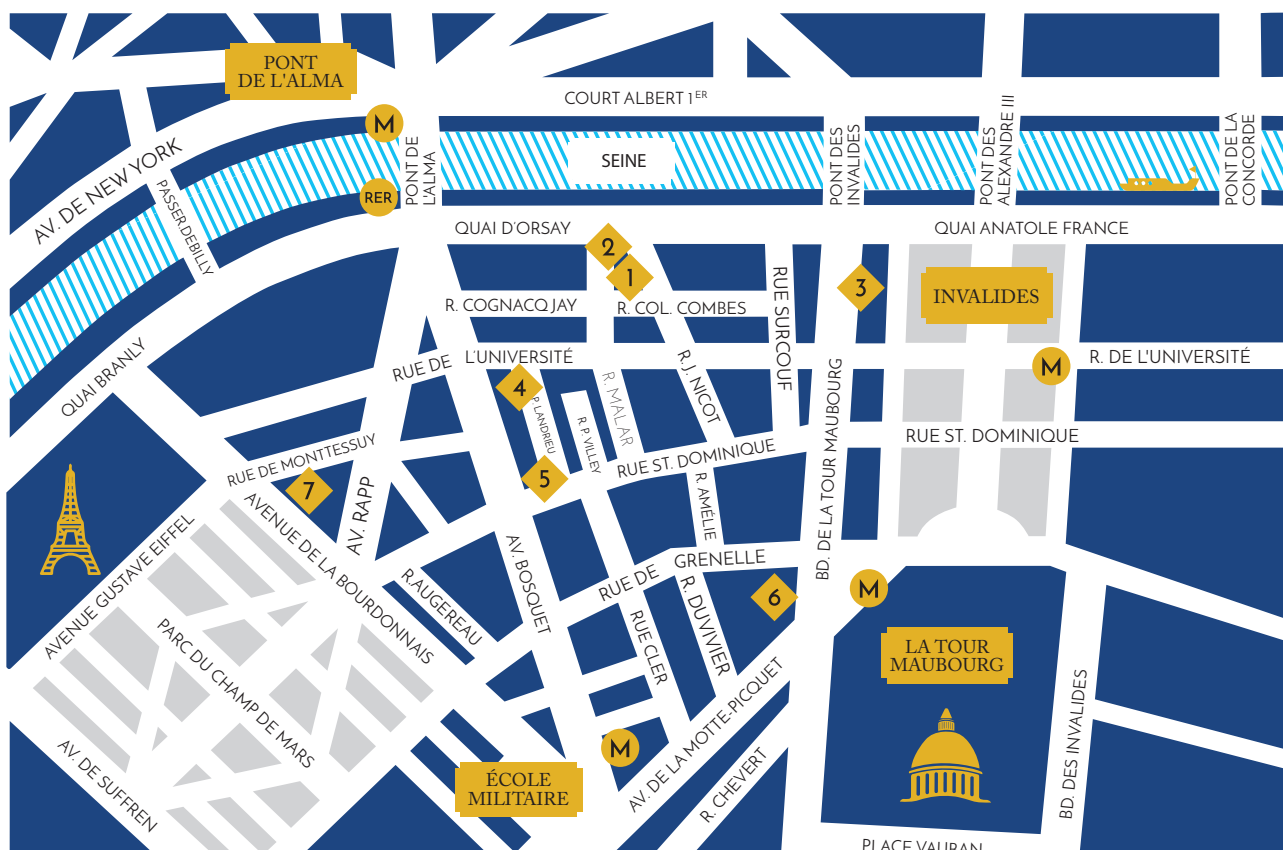 PONT
DE L'ALMA
COURT ALBERT 1ER
M
AV. DE NEW YORK
PASSER.DEBILLY
RER
PONT DE
L'ALMA
SEINE
PONT DES
INVALIDES
PONT DES
ALEXANDRE III
PONT DE LA
CONCORDE
QUAI D'ORSAY
QUAI ANATOLE FRANCE
2
1
3
INVALIDES
R. COGNACQ JAY
R. COL. COMBES
RUE SURCOUF
QUAI BRANLY
RUE DE L'UNIVERSITÉ
R.J. NICOT
M
R. DE L'UNIVERSITÉ
4
P. LANDRIEU
R. P. VILLEY
R. MALAR
BD. DE LA TOUR MAUBOURG
RUE DE MONTTESSUY
RUE ST. DOMINIQUE
RUE ST. DOMINIQUE
5
7
AV. RAPP
R. AMÉLIE
AVENUE GUSTAVE EIFFEL
AVENUE DE LA BOURDONNAIS
AV. BOSQUET
RUE DE GRENELLE
R.AUGEREAU
R. DUVIVIER
6
M
PARC DU CHAMP DE MARS
RUE CLER
LA TOUR
MAUBOURG
AV. DE SUFFREN
M
AV. DE LA MOTTE-PICQUET
R. CHEVERT
BD. DES INVALIDES
ÉCOLE
MILITAIRE
PLACE VAUBAN